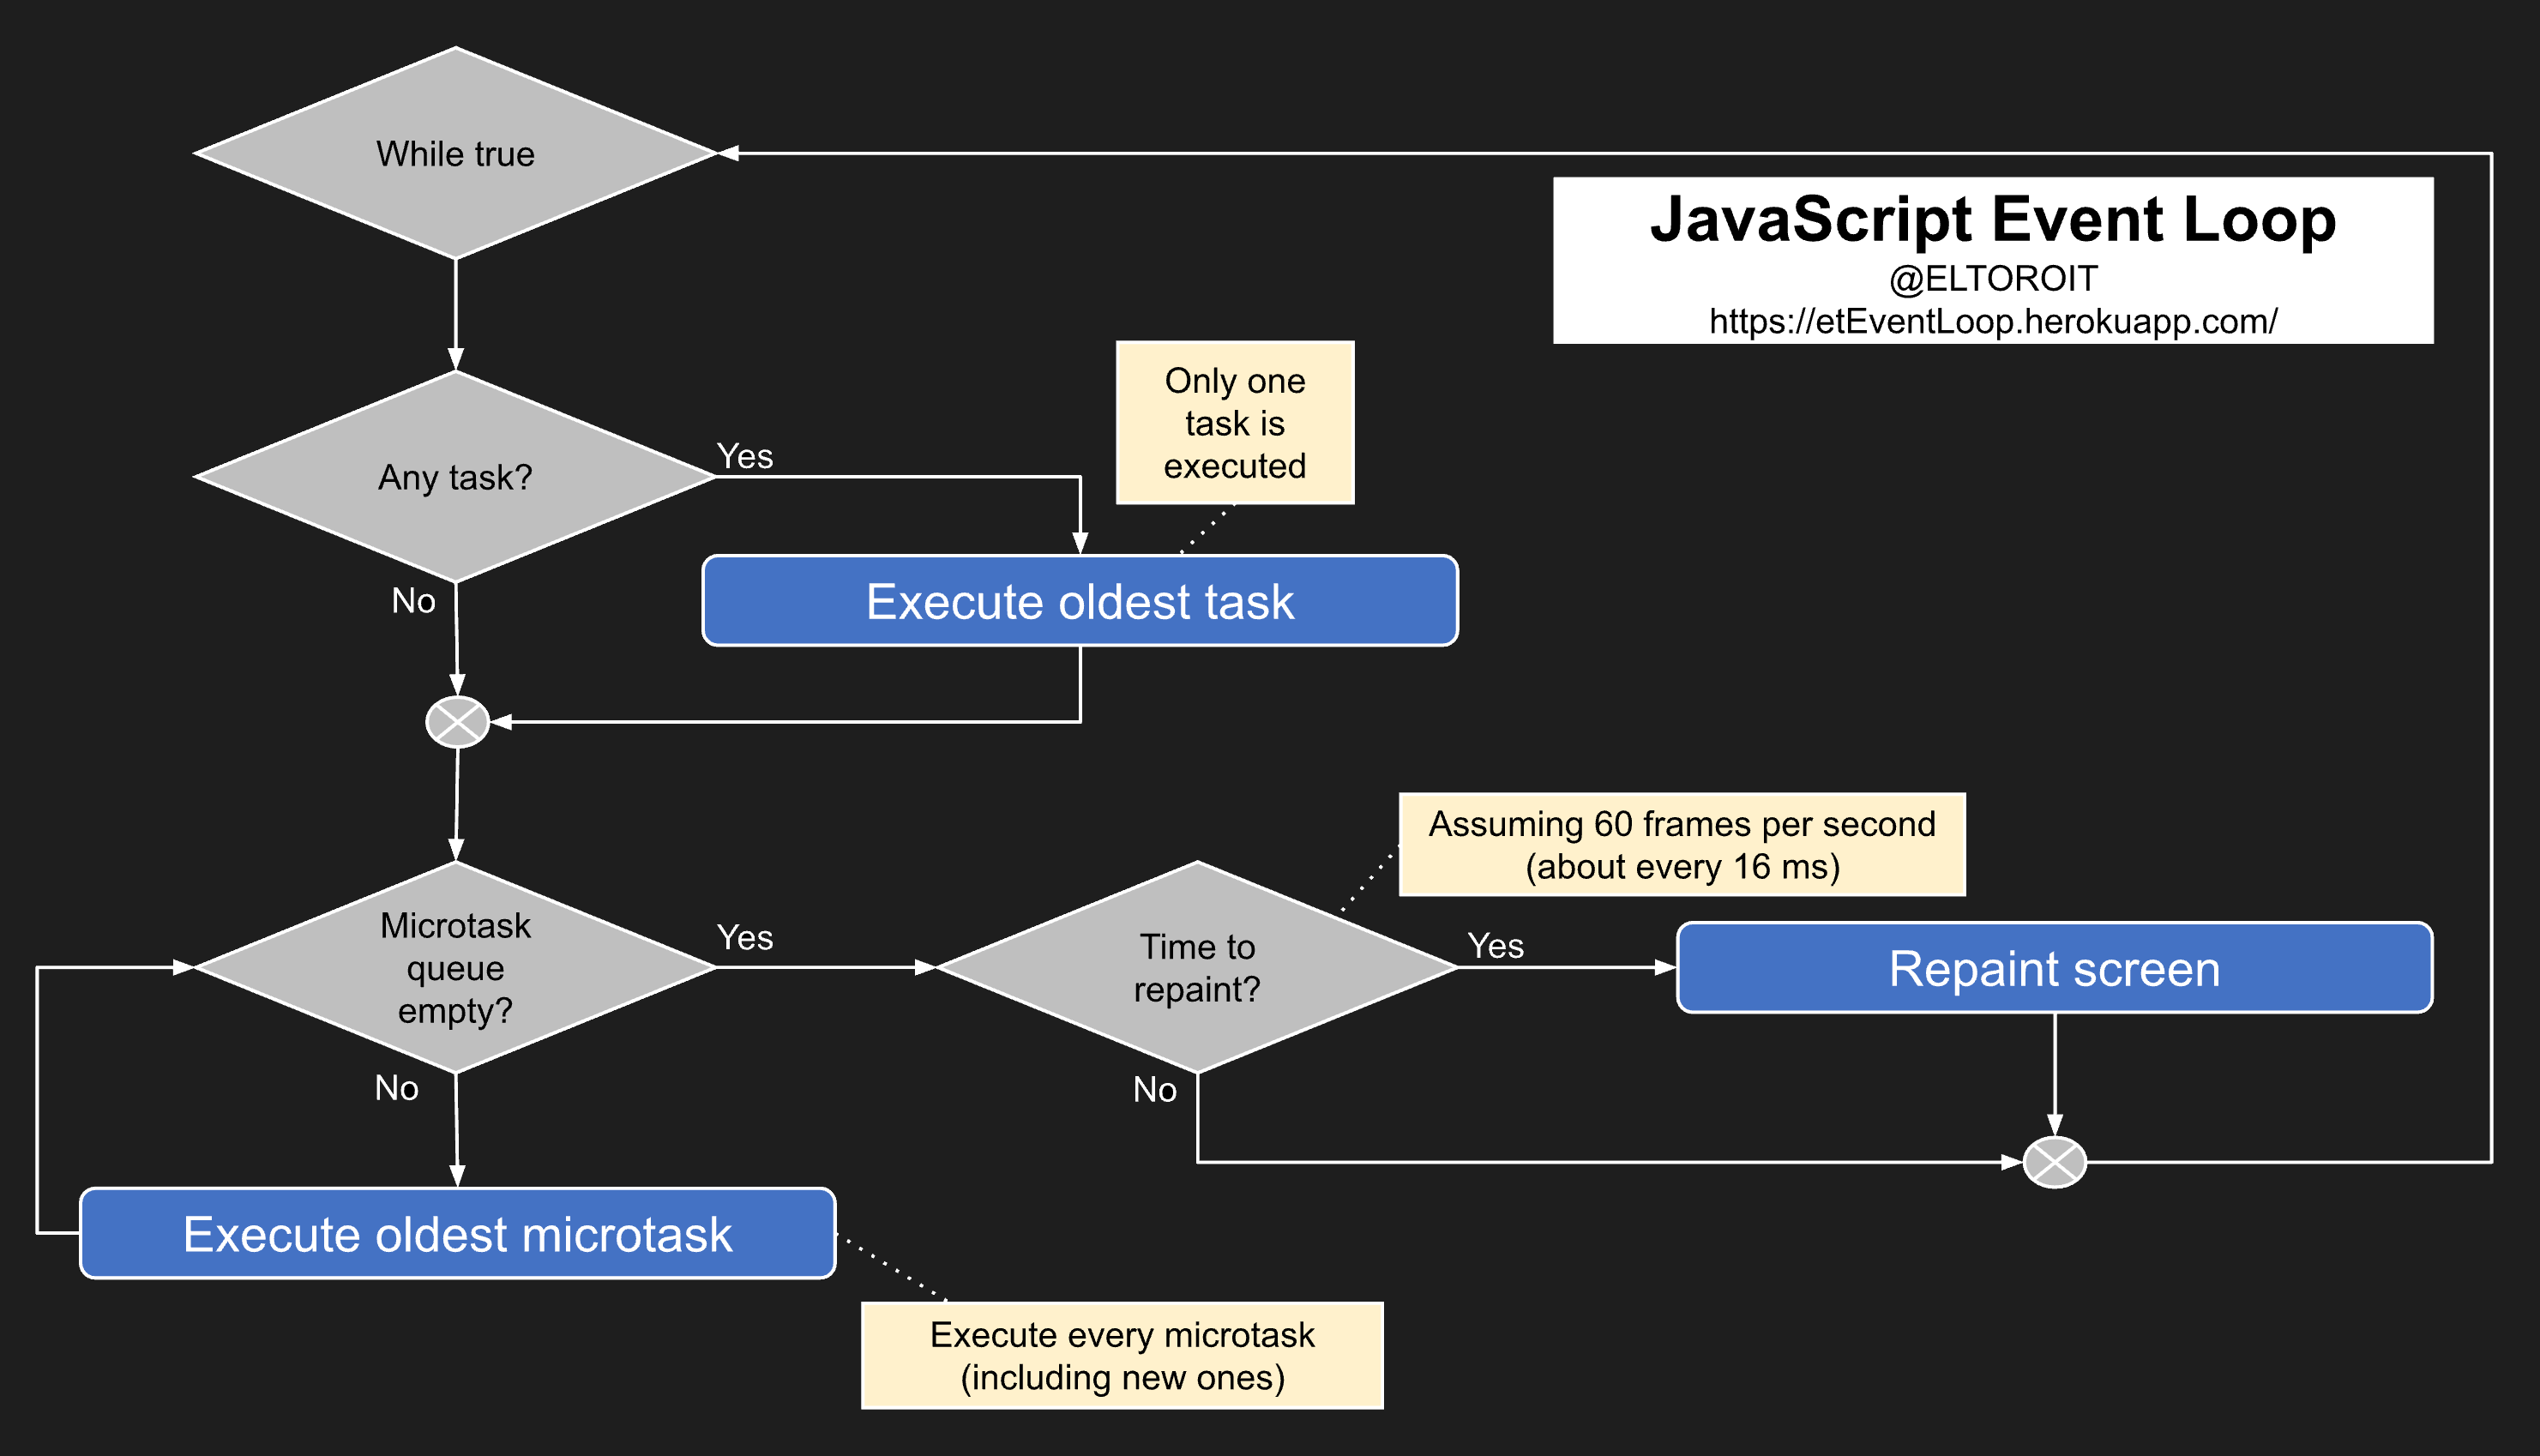 While true
JavaScript Event Loop
@ELTOROIT
https://etEventLoop.herokuapp.com/
Only one
task is
executed
Any task?
Yes
No
Execute oldest task
Assuming 60 frames per second
(about every 16 ms)
Microtask
queue
empty?
Yes
No
Time to
repaint?
Yes
No
Repaint screen
Execute oldest microtask
Execute every microtask
(including new ones)